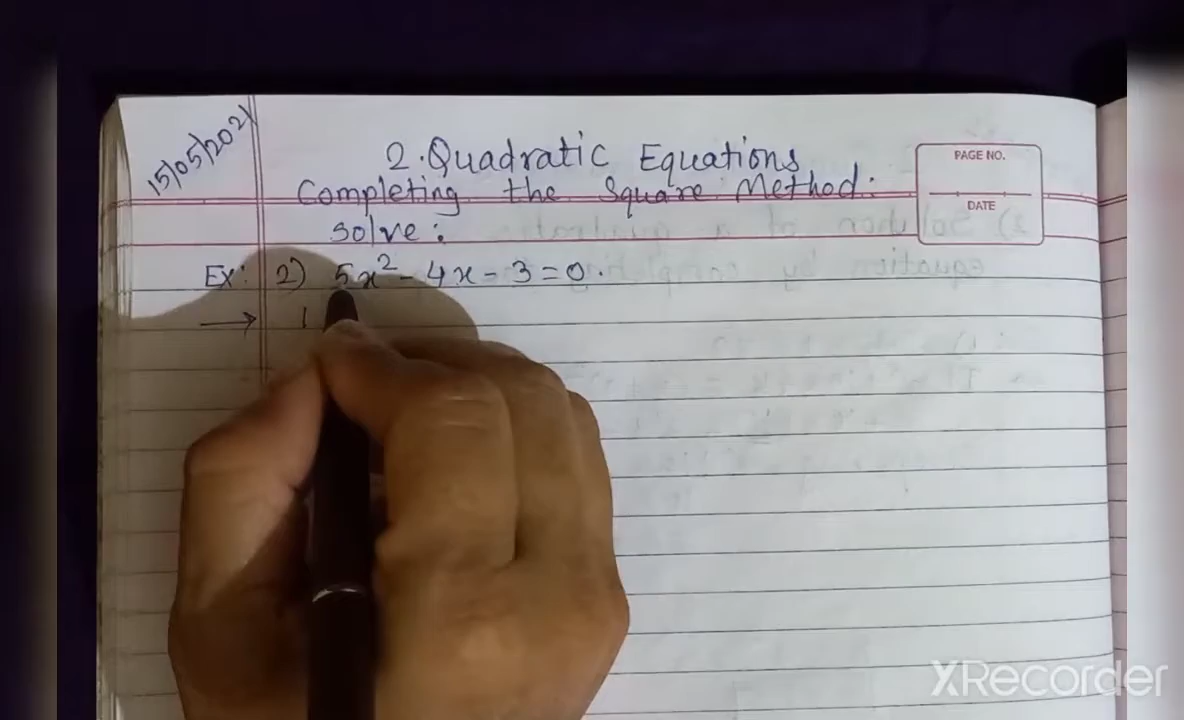 15/05/2021
2. Quadratic Equations
Completing the Square Method:
Solve:
Ex: 2) 5x² - 4x - 3 = 0.
→
PAGE NO.
DATE
XRecorder